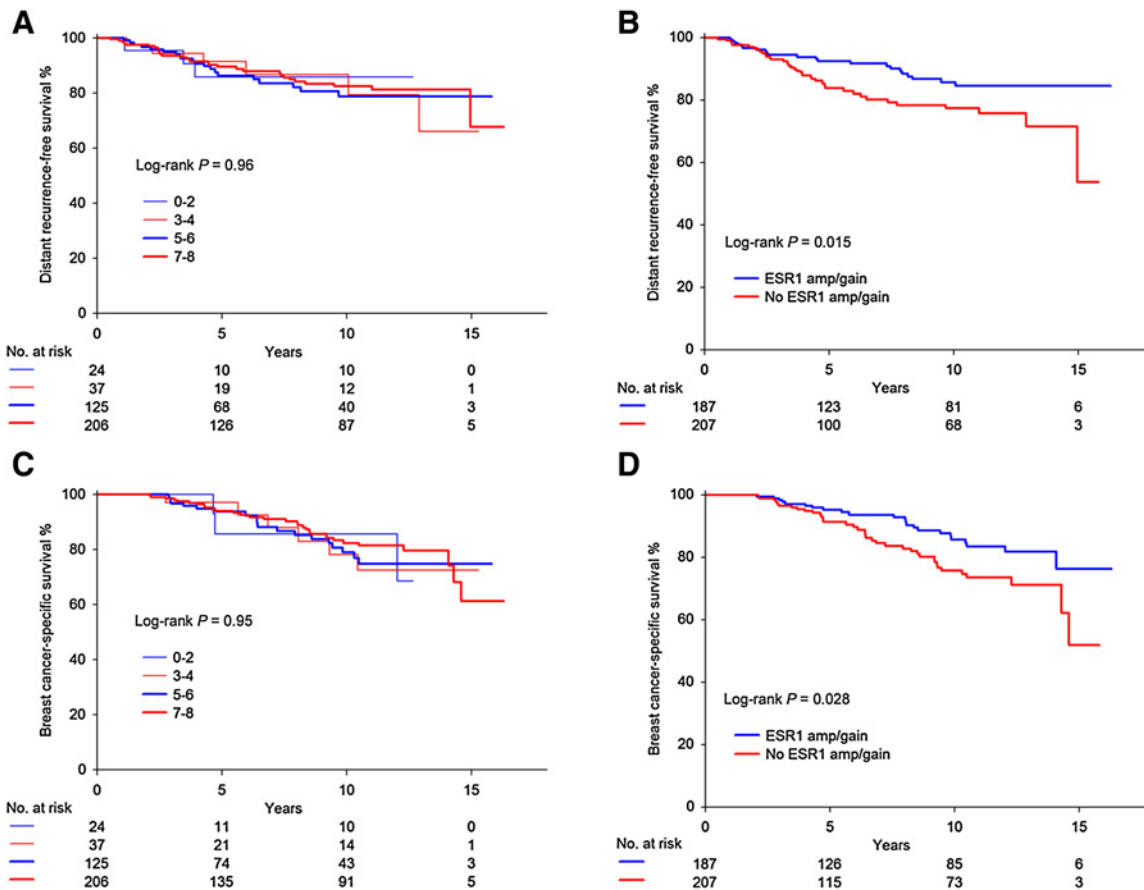 A
Distant recurrence-free survival %
100
80
60
40
20
0
Log-rank P = 0.96
0-2
3-4
5-6
7-8
0 5 10 15
No. at risk Years
24 10 10 0
37 19 12 1
125 68 40 3
206 126 87 5
B
Distant recurrence-free survival %
100
80
60
40
20
0
Log-rank P = 0.015
ESR1 amp/gain
No ESR1 amp/gain
0 5 10 15
No. at risk Years
187 123 81 6
207 100 68 3
C
Breast cancer-specific survival %
100
80
60
40
20
0
Log-rank P = 0.95
0-2
3-4
5-6
7-8
0 5 10 15
No. at risk Years
24 11 10 0
37 21 14 1
125 74 43 3
206 135 91 5
D
Breast cancer-specific survival %
100
80
60
40
20
0
Log-rank P = 0.028
ESR1 amp/gain
No ESR1 amp/gain
0 5 10 15
No. at risk Years
187 126 85 6
207 115 73 3